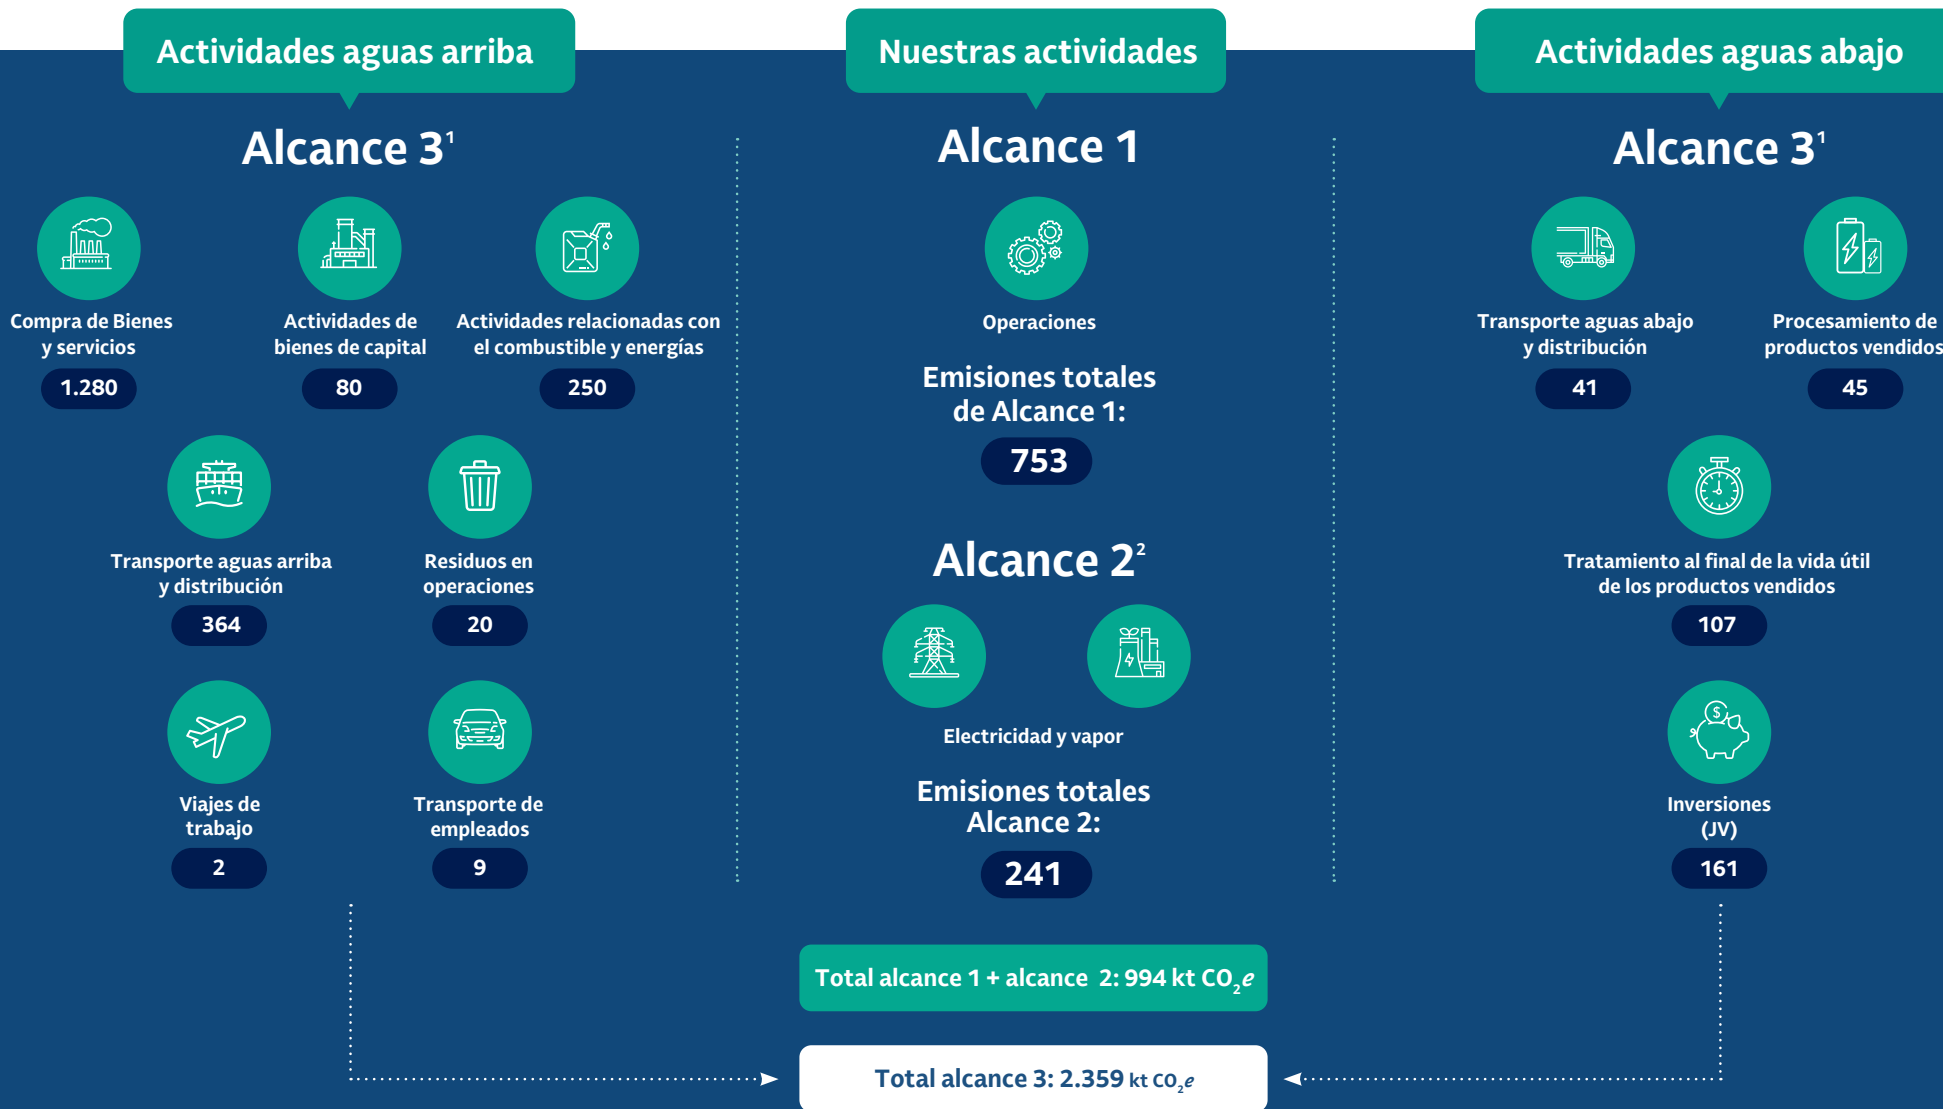 Actividades aguas arriba
Alcance 3¹
Compra de Bienes
y servicios
1.280
Actividades de
bienes de capital
80
Actividades relacionadas con
el combustible y energías
250
Transporte aguas arriba
y distribución
364
Residuos en
operaciones
20
Viajes de
trabajo
2
Transporte de
empleados
9
Nuestras actividades
Alcance 1
Operaciones
Emisiones totales
de Alcance 1:
753
Alcance 2²
Electricidad y vapor
Emisiones totales
Alcance 2:
241
Actividades aguas abajo
Alcance 3¹
Transporte aguas abajo
y distribución
41
Procesamiento de
productos vendidos
45
Tratamiento al final de la vida útil
de los productos vendidos
107
$
Inversiones
(JV)
161
Total alcance 1 + alcance 2: 994 kt CO₂e
Total alcance 3: 2.359 kt CO₂e